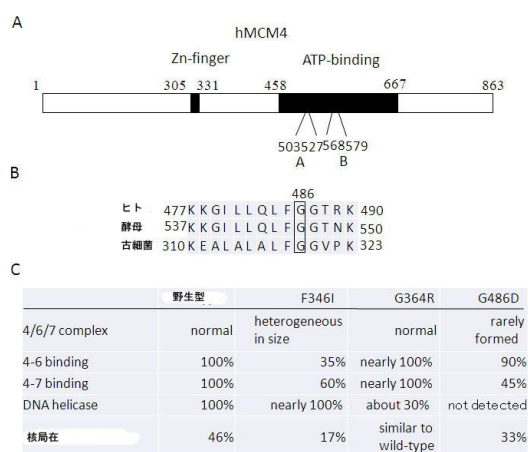 A
hMCM4
Zn-finger ATP-binding
1 305 331 458 667 863
503527 568579
A B
B
486
ヒト 477 K K G I L L Q L F G G T R K 490
酵母 537 K K G I L L Q L F G G T N K 550
古細菌 310 K E A L A L A L F G G V P K 323
C
野生型 F346I G364R G486D
4/6/7 complex normal heterogeneous in size normal rarely formed
4-6 binding 100% 35% nearly 100% 90%
4-7 binding 100% 60% nearly 100% 45%
DNA helicase 100% nearly 100% about 30% not detected
核局在 46% 17% similar to wild-type 33%